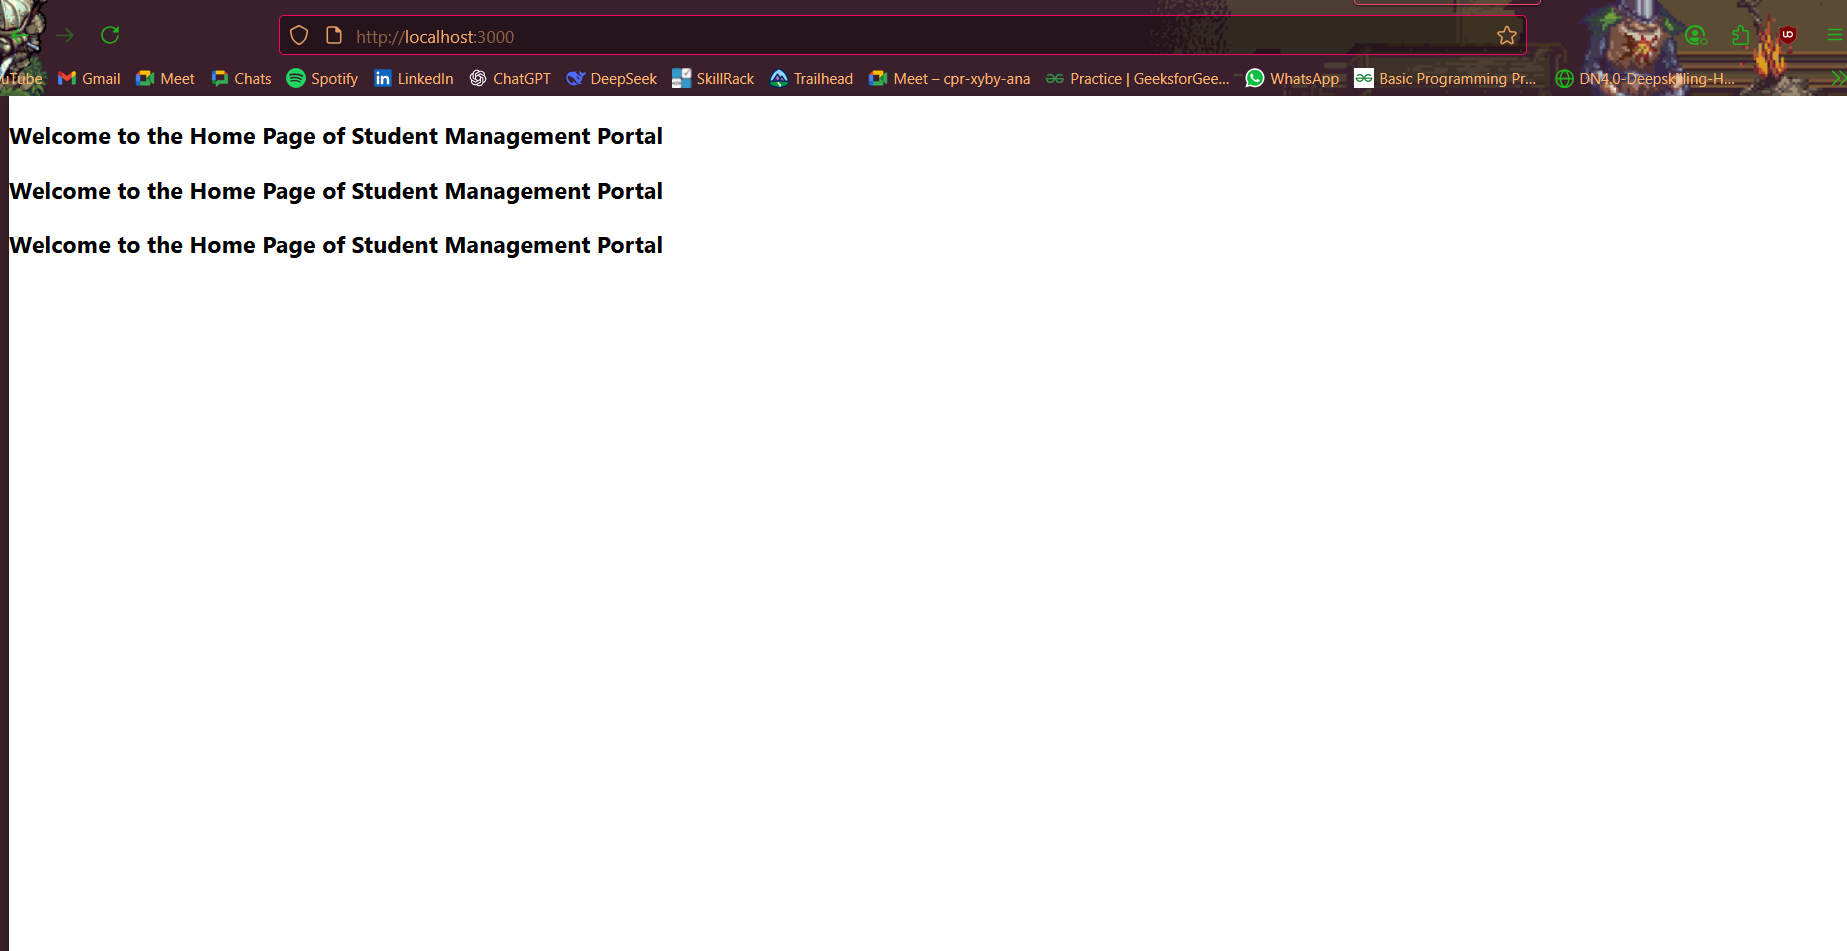 http://localhost:3000
uTube Gmail Meet Chats Spotify LinkedIn ChatGPT DeepSeek SkillRack Trailhead Meet – cpr-xyby-ana Practice | GeeksforGee... WhatsApp Basic Programming Pr... DN4.0-Deepskilling-H...
Welcome to the Home Page of Student Management Portal
Welcome to the Home Page of Student Management Portal
Welcome to the Home Page of Student Management Portal